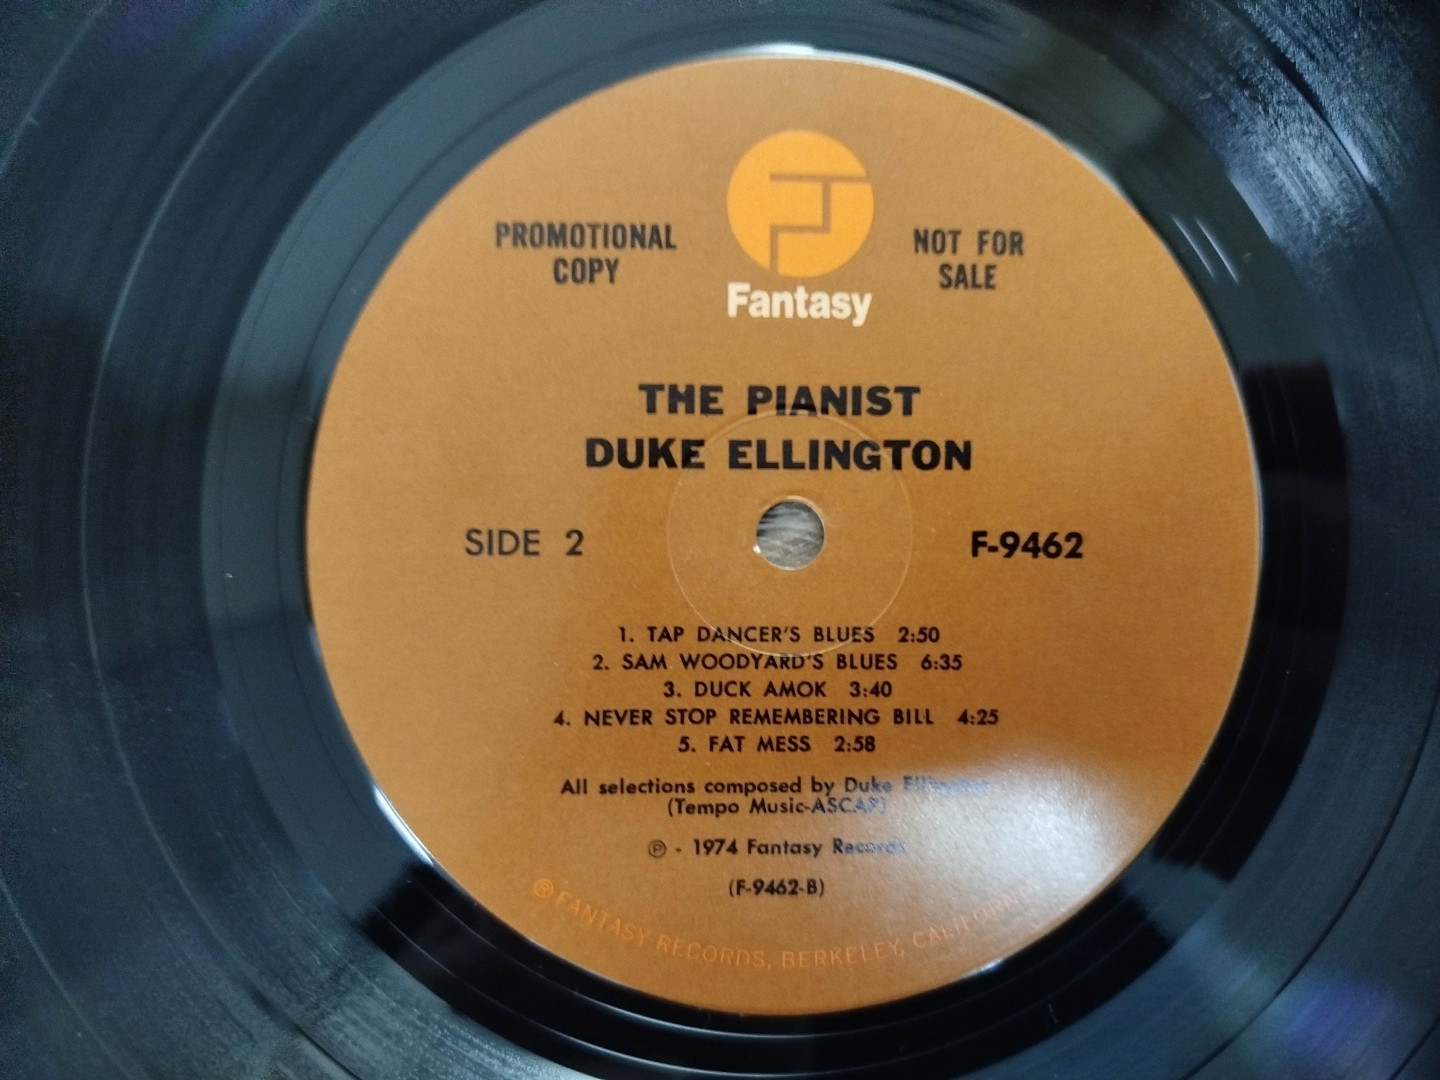 PROMOTIONAL
COPY
NOT FOR
SALE
Fantasy
THE PIANIST
DUKE ELLINGTON
SIDE 2
F-9462
1. TAP DANCER'S BLUES 2:50
2. SAM WOODYARD'S BLUES 6:35
3. DUCK AMOK 3:40
4. NEVER STOP REMEMBERING BILL 4:25
5. FAT MESS 2:58
All selections composed by Duke Ellington
(Tempo Music-ASCAP)
℗ - 1974 Fantasy Records
(F-9462-B)
® FANTASY RECORDS, BERKELEY, CALIFORNIA